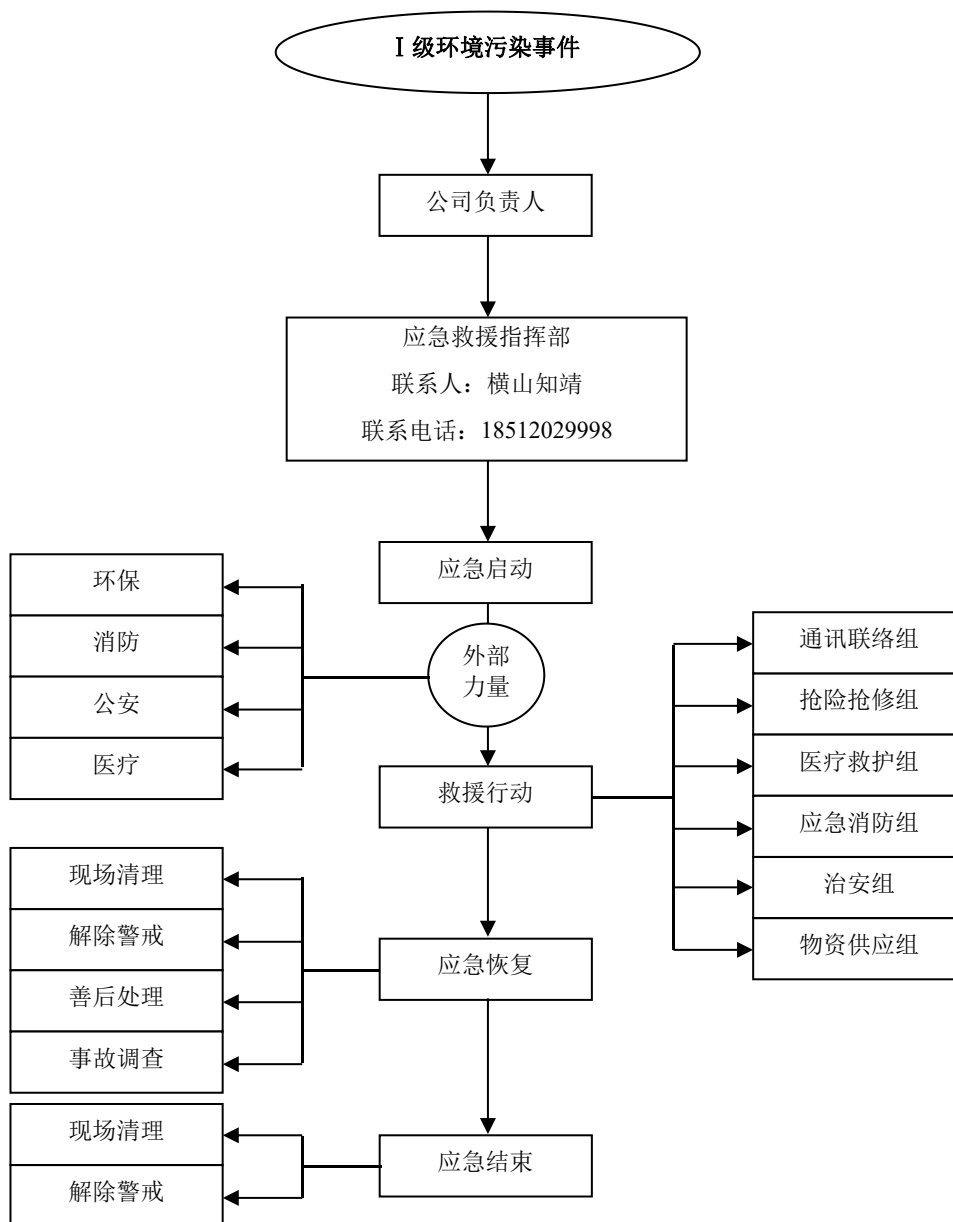 Ⅰ级环境污染事件
公司负责人
应急救援指挥部
联系人：横山知靖
联系电话：18512029998
应急启动
外部
力量
环保
消防
公安
医疗
救援行动
通讯联络组
抢险抢修组
医疗救护组
应急消防组
治安组
物资供应组
应急恢复
现场清理
解除警戒
善后处理
事故调查
应急结束
现场清理
解除警戒